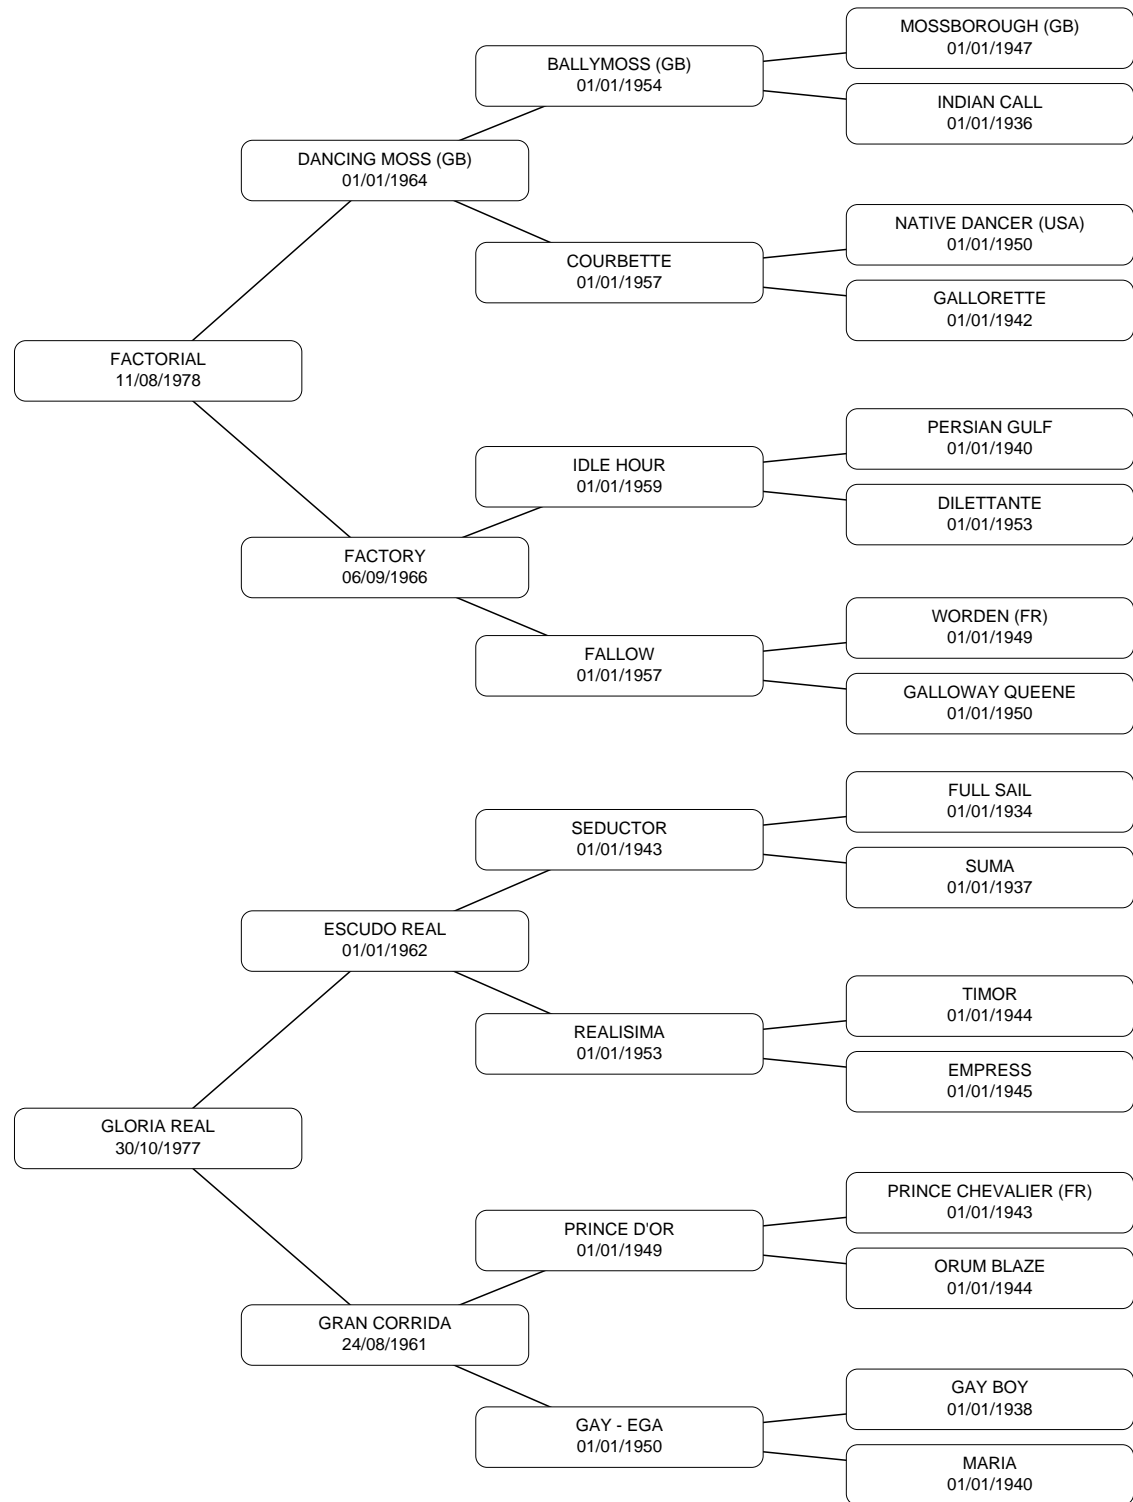 MOSSBOROUGH (GB)
01/01/1947
BALLYMOSS (GB)
01/01/1954
INDIAN CALL
01/01/1936
DANCING MOSS (GB)
01/01/1964
NATIVE DANCER (USA)
01/01/1950
COURBETTE
01/01/1957
GALLORETTE
01/01/1942
FACTORIAL
11/08/1978
PERSIAN GULF
01/01/1940
IDLE HOUR
01/01/1959
DILETTANTE
01/01/1953
FACTORY
06/09/1966
WORDEN (FR)
01/01/1949
FALLOW
01/01/1957
GALLOWAY QUEENE
01/01/1950
FULL SAIL
01/01/1934
SEDUCTOR
01/01/1943
SUMA
01/01/1937
ESCUDO REAL
01/01/1962
TIMOR
01/01/1944
REALISIMA
01/01/1953
EMPRESS
01/01/1945
GLORIA REAL
30/10/1977
PRINCE CHEVALIER (FR)
01/01/1943
PRINCE D'OR
01/01/1949
ORUM BLAZE
01/01/1944
GRAN CORRIDA
24/08/1961
GAY BOY
01/01/1938
GAY - EGA
01/01/1950
MARIA
01/01/1940